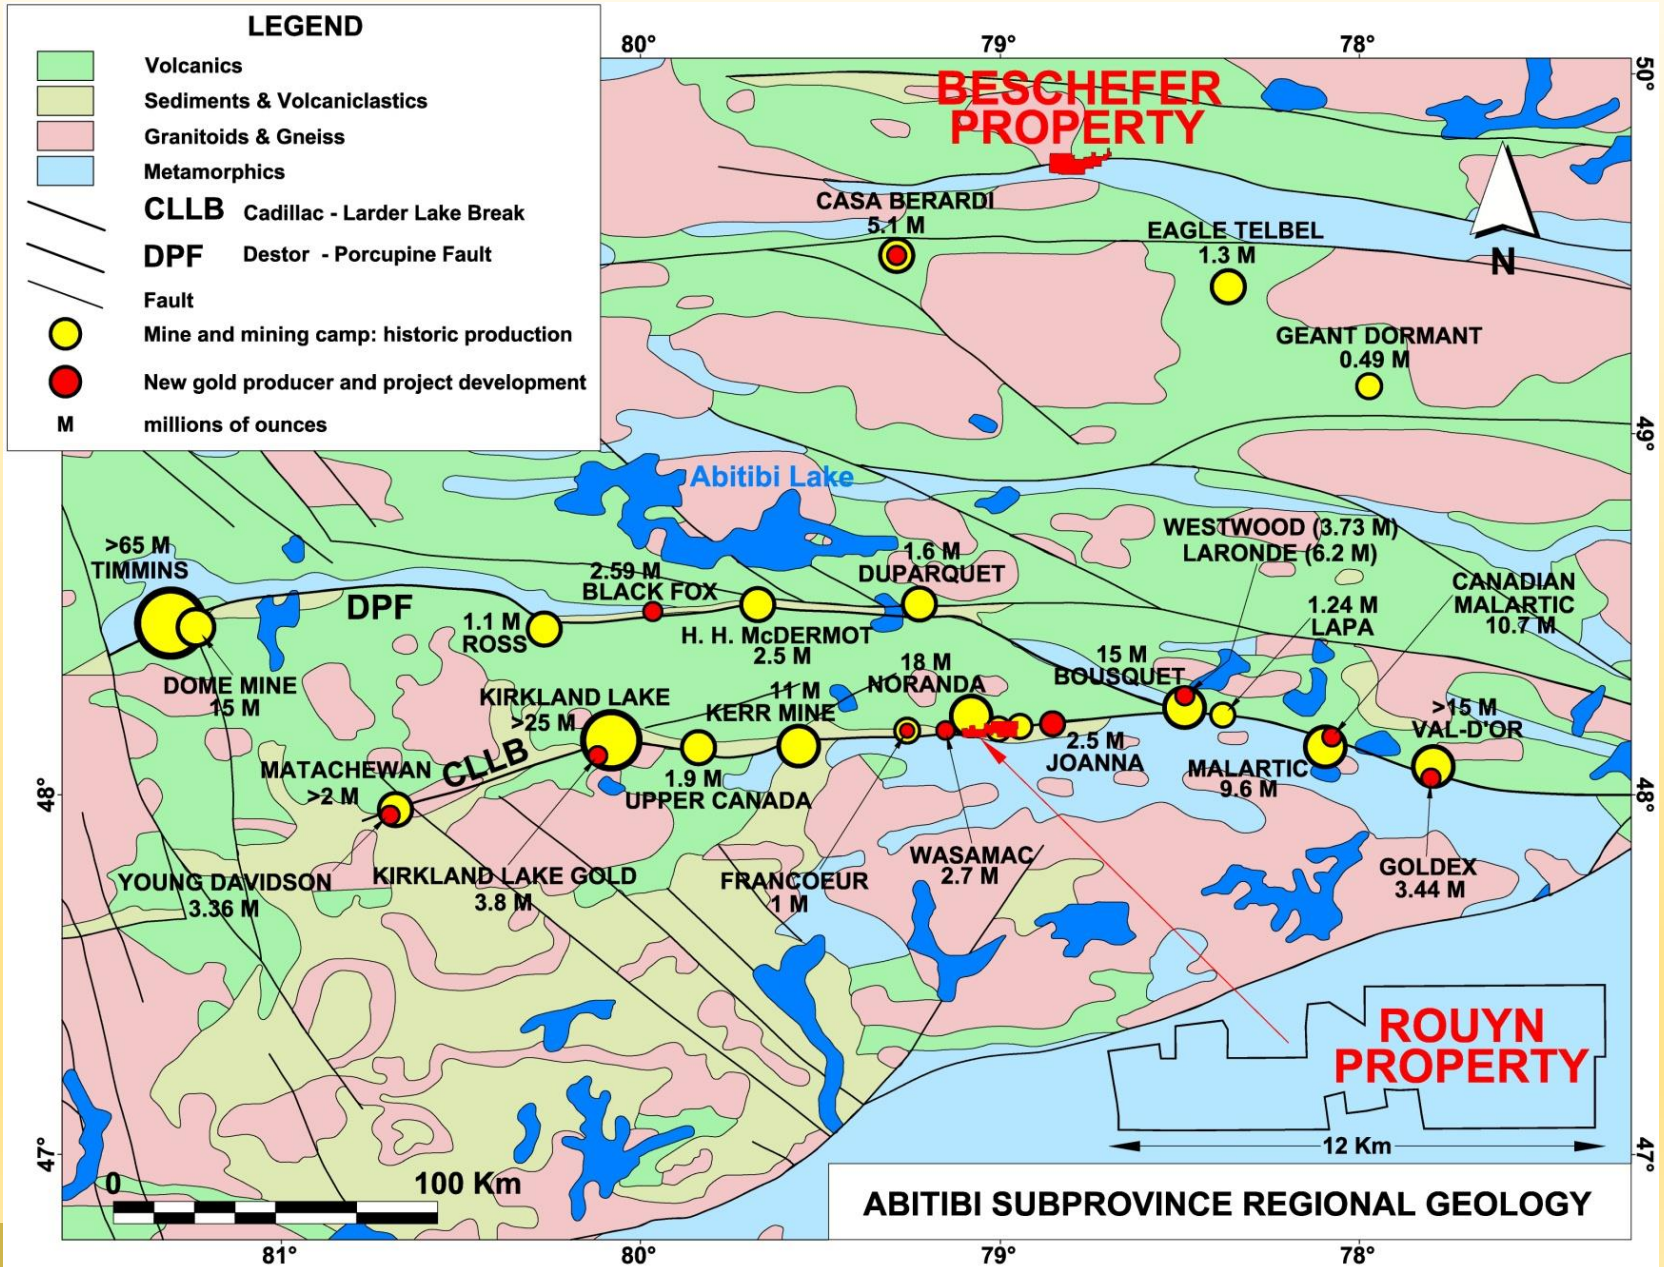 LEGEND
Volcanics
Sediments & Volcaniclastics
Granitoids & Gneiss
Metamorphics
CLLB Cadillac - Larder Lake Break
DPF Destor - Porcupine Fault
Fault
Mine and mining camp: historic production
New gold producer and project development
M millions of ounces
80°
79°
78°
50°
BESCHEFER
PROPERTY
CASA BERARDI
5.1 M
EAGLE TELBEL
1.3 M
N
GEANT DORMANT
0.49 M
49°
Abitibi Lake
WESTWOOD (3.73 M)
LARONDE (6.2 M)
>65 M
TIMMINS
2.59 M
BLACK FOX
1.6 M
DUPARQUET
CANADIAN
MALARTIC
10.7 M
DPF
1.1 M
ROSS
H. H. McDERMOT
2.5 M
1.24 M
LAPA
DOME MINE
15 M
KIRKLAND LAKE
>25 M
11 M
KERR MINE
18 M
NORANDA
15 M
BOUSQUET
>15 M
VAL-D'OR
MATACHEWAN
>2 M
CLLB
1.9 M
UPPER CANADA
2.5 M
JOANNA
MALARTIC
9.6 M
48°
48°
YOUNG DAVIDSON
3.36 M
KIRKLAND LAKE GOLD
3.8 M
FRANCOEUR
1 M
WASAMAC
2.7 M
GOLDEX
3.44 M
ROUYN
PROPERTY
12 Km
47°
47°
0 100 Km
ABITIBI SUBPROVINCE REGIONAL GEOLOGY
81°
80°
79°
78°